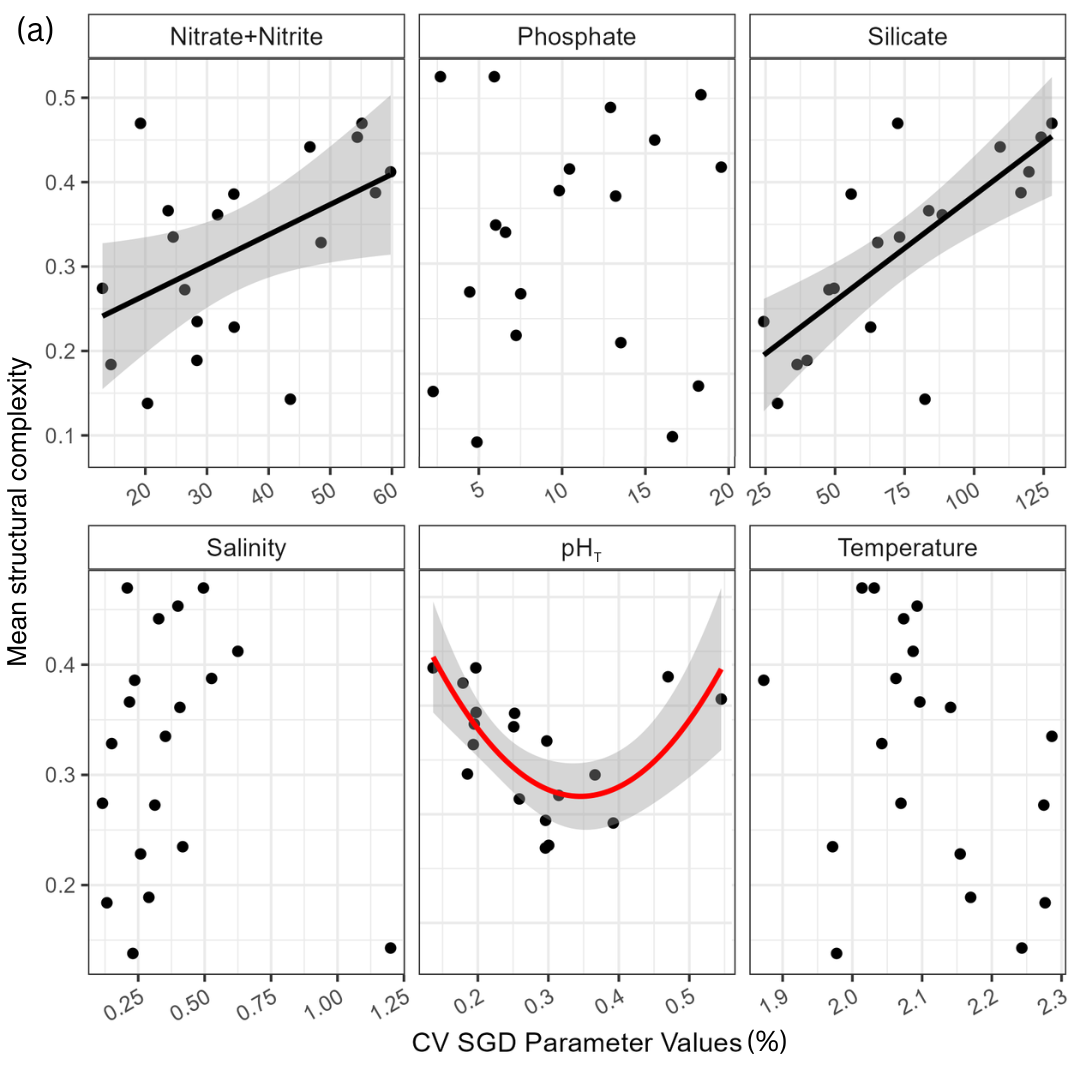 (a)
Nitrate+Nitrite Phosphate Silicate
0.5
0.4
0.3
0.2
0.1
20 30 40 50 60 5 10 15 20 25 50 75 100 125
Mean structural complexity
Salinity pHT Temperature
0.4
0.3
0.2
0.25 0.50 0.75 1.00 1.25 0.2 0.3 0.4 0.5 1.9 2.0 2.1 2.2 2.3
CV SGD Parameter Values (%)